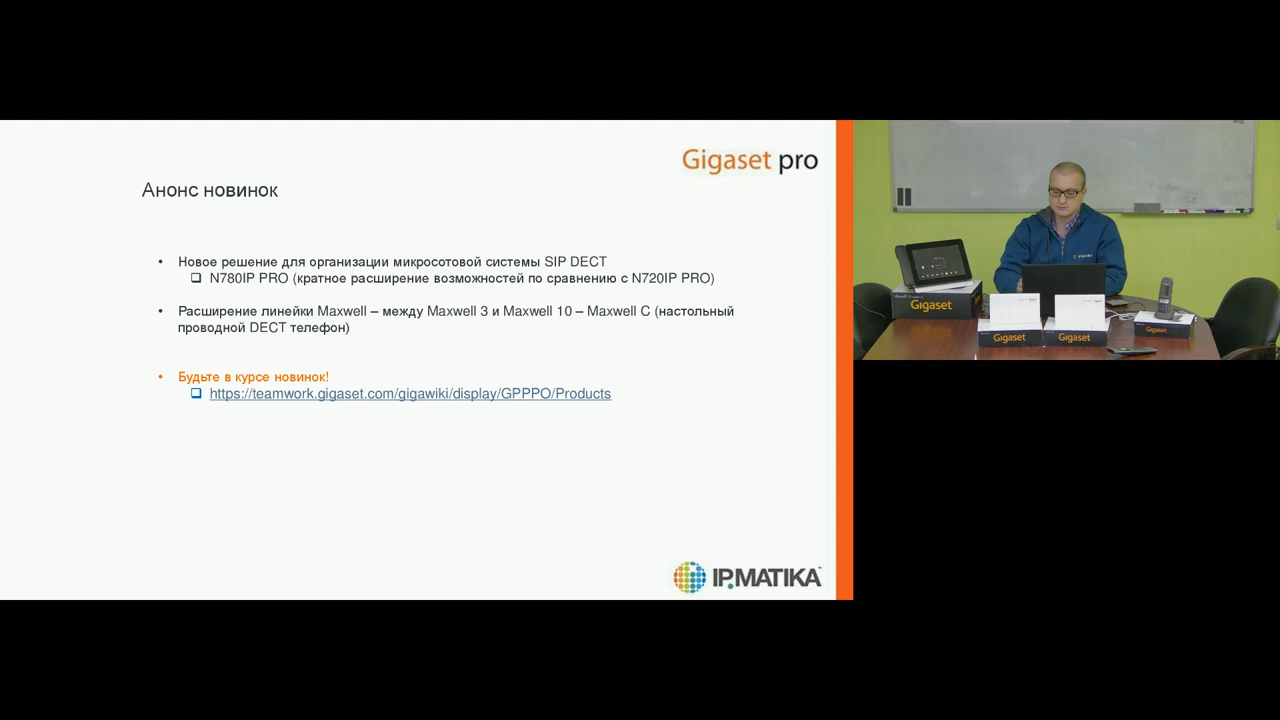 Gigaset pro
Анонс новинок
• Новое решение для организации микросотовой системы SIP DECT
❑ N780IP PRO (кратное расширение возможностей по сравнению с N720IP PRO)
• Расширение линейки Maxwell – между Maxwell 3 и Maxwell 10 – Maxwell C (настольный
проводной DECT телефон)
• Будьте в курсе новинок!
❑ https://teamwork.gigaset.com/gigawiki/display/GPPPO/Products
IPMATIKA
Gigaset
Gigaset
Gigaset
Gigaset